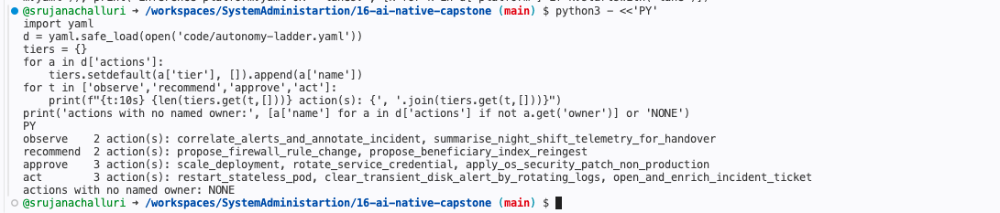 @srujanachalluri → /workspaces/SystemAdministartion/16-ai-native-capstone (main) $ python3 - <<'PY'
import yaml
d = yaml.safe_load(open('code/autonomy-ladder.yaml'))
tiers = {}
for a in d['actions']:
    tiers.setdefault(a['tier'], []).append(a['name'])
for t in ['observe','recommend','approve','act']:
    print(f"{t:10s} {len(tiers.get(t,[]))} action(s): {', '.join(tiers.get(t,[]))}")
print('actions with no named owner:', [a['name'] for a in d['actions'] if not a.get('owner')] or 'NONE')
PY
observe    2 action(s): correlate_alerts_and_annotate_incident, summarise_night_shift_telemetry_for_handover
recommend  2 action(s): propose_firewall_rule_change, propose_beneficiary_index_reingest
approve    3 action(s): scale_deployment, rotate_service_credential, apply_os_security_patch_non_production
act        3 action(s): restart_stateless_pod, clear_transient_disk_alert_by_rotating_logs, open_and_enrich_incident_ticket
actions with no named owner: NONE
@srujanachalluri → /workspaces/SystemAdministartion/16-ai-native-capstone (main) $